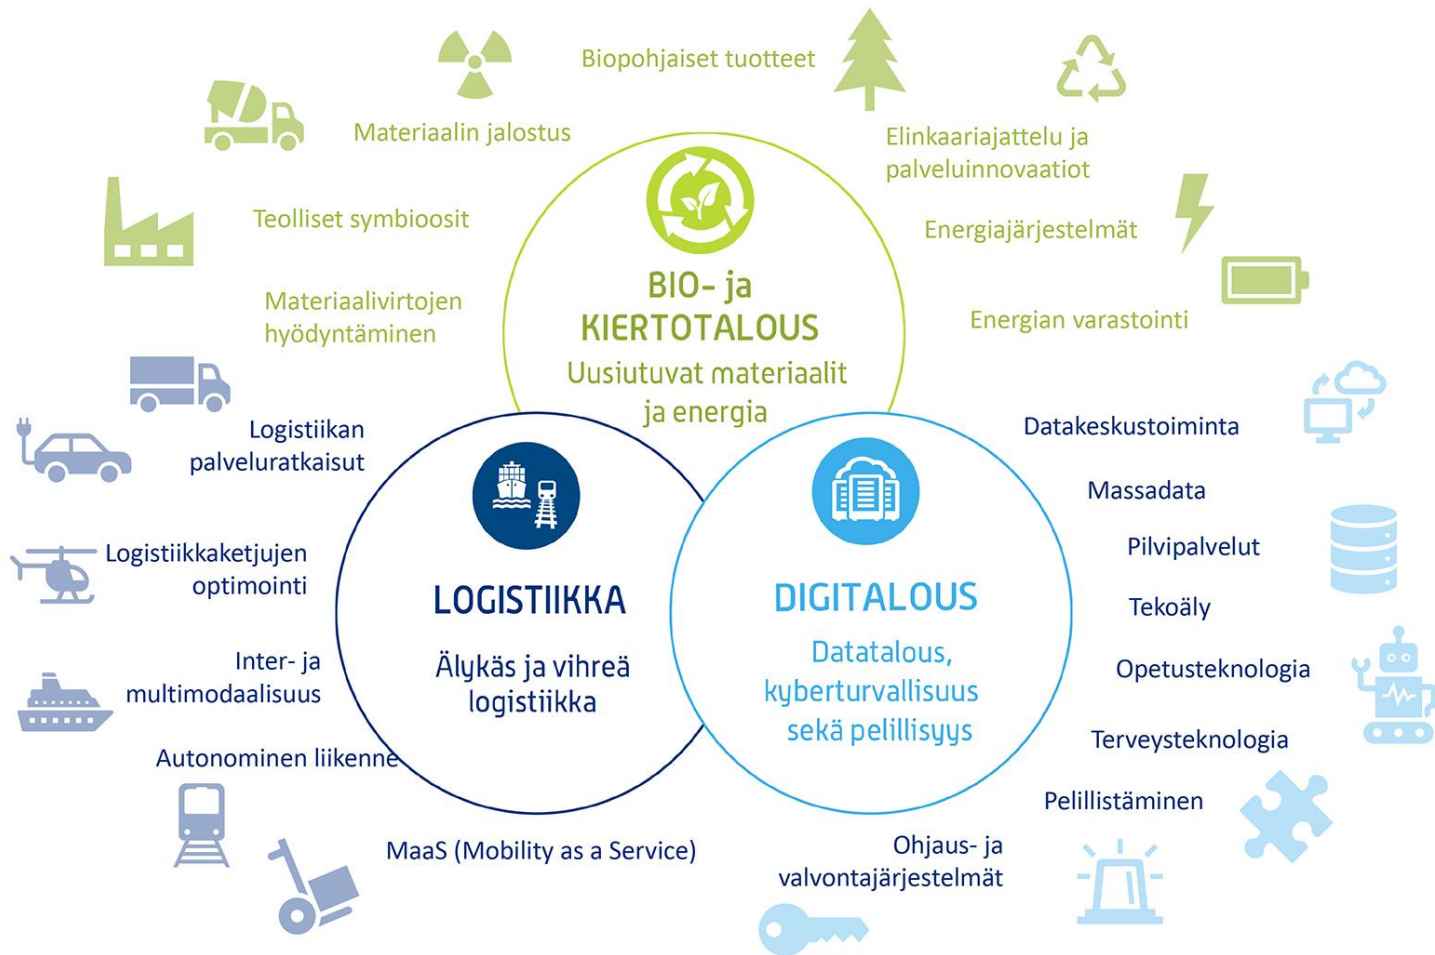 Biopohjaiset tuotteet
Materiaalin jalostus
Elinkaariajattelu ja
palveluinnovaatiot
Teolliset symbioosit
Energiajärjestelmät
Materiaalivirtojen
hyödyntäminen
Energian varastointi
BIO- ja
KIERTOTALOUS
Uusiutuvat materiaalit
ja energia
Logistiikan
palveluratkaisut
Logistiikkaketjujen
optimointi
Inter- ja
multimodaalisuus
Autonominen liikenne
MaaS (Mobility as a Service)
LOGISTIIKKA
Älykäs ja vihreä
logistiikka
DIGITALOUS
Datatalous,
kyberturvallisuus
sekä pelillisyys
Datakeskustoiminta
Massadata
Pilvipalvelut
Tekoäly
Opetusteknologia
Terveysteknologia
Pelillistäminen
Ohjaus- ja
valvontajärjestelmät